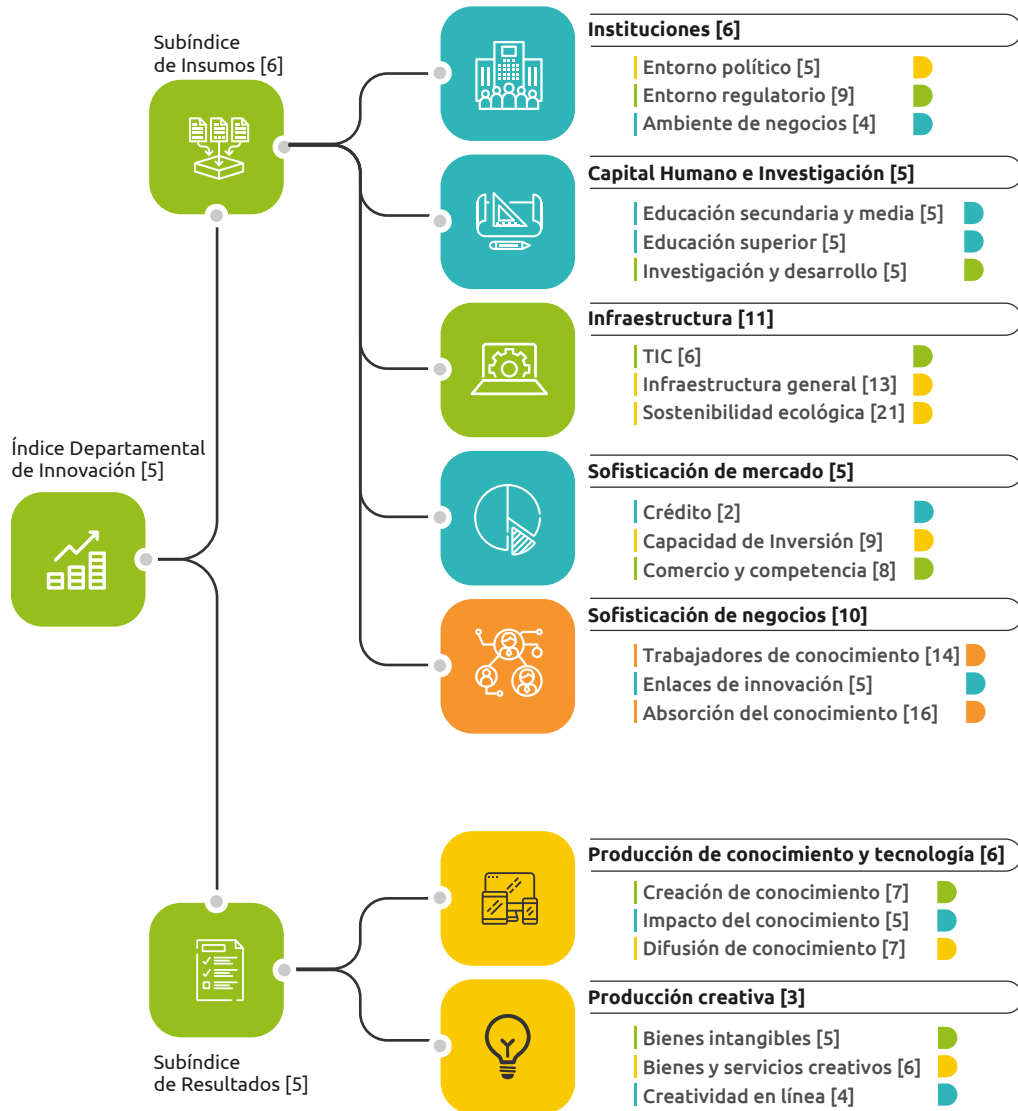 Índice Departamental
de Innovación [5]
Subíndice
de Insumos [6]
Instituciones [6]
Entorno político [5]
Entorno regulatorio [9]
Ambiente de negocios [4]
Capital Humano e Investigación [5]
Educación secundaria y media [5]
Educación superior [5]
Investigación y desarrollo [5]
Infraestructura [11]
TIC [6]
Infraestructura general [13]
Sostenibilidad ecológica [21]
Sofisticación de mercado [5]
Crédito [2]
Capacidad de Inversión [9]
Comercio y competencia [8]
Sofisticación de negocios [10]
Trabajadores de conocimiento [14]
Enlaces de innovación [5]
Absorción del conocimiento [16]
Subíndice
de Resultados [5]
Producción de conocimiento y tecnología [6]
Creación de conocimiento [7]
Impacto del conocimiento [5]
Difusión de conocimiento [7]
Producción creativa [3]
Bienes intangibles [5]
Bienes y servicios creativos [6]
Creatividad en línea [4]